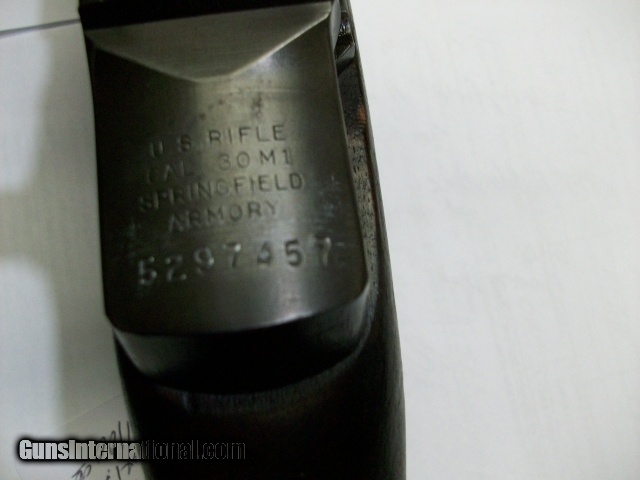 U S RIFLE
CAL 30 M1
SPRINGFIELD
ARMORY
5297457
GunsInternational.com